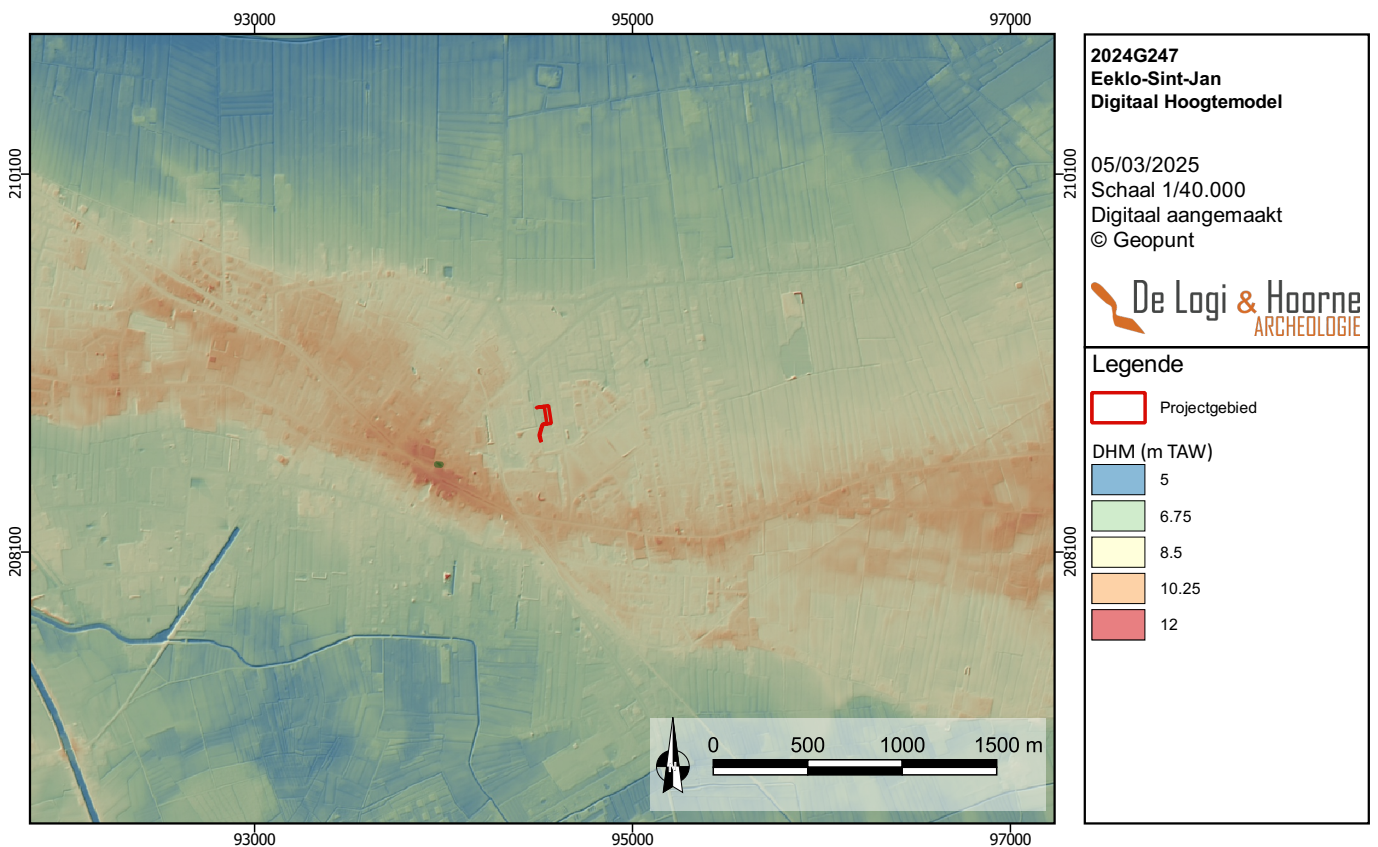 93000 95000 97000
210100 210100
208100 208100
93000 95000 97000
0 500 1000 1500 m
2024G247
Eeklo-Sint-Jan
Digitaal Hoogtemodel
05/03/2025
Schaal 1/40.000
Digitaal aangemaakt
© Geopunt
De Logi & Hoorne
ARCHEOLOGIE
Legende
Projectgebied
DHM (m TAW)
5
6.75
8.5
10.25
12